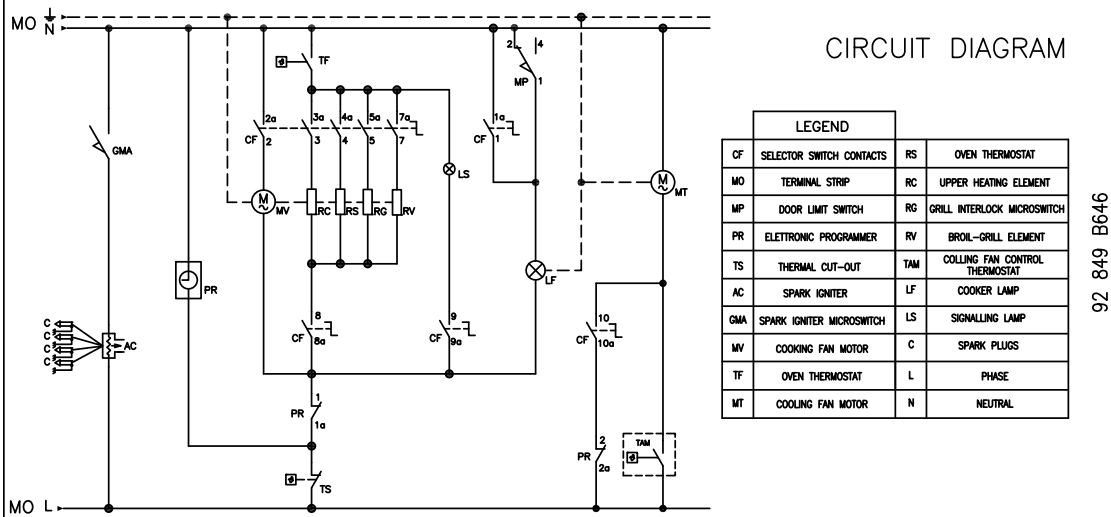 MO
N
CIRCUIT DIAGRAM
TF
2 4
MP 1
GMA
2a 3a 4a 5a 7a 1a
CF 2 3 4 5 7 CF 1
LS
M
MV
RC RS RG RV
M
MT
PR
LF
C
C
C
C
AC
8 9 10
CF 8a CF 9a CF 10a
1
PR
1a
2
PR
2a
TAM
TS
MO L
LEGEND
CF SELECTOR SWITCH CONTACTS RS OVEN THERMOSTAT
MO TERMINAL STRIP RC UPPER HEATING ELEMENT
MP DOOR LIMIT SWITCH RG GRILL INTERLOCK MICROSWITCH
PR ELETTRONIC PROGRAMMER RV BROIL-GRILL ELEMENT
TS THERMAL CUT-OUT TAM COLLING FAN CONTROL THERMOSTAT
AC SPARK IGNITER LF COOKER LAMP
GMA SPARK IGNITER MICROSWITCH LS SIGNALLING LAMP
MV COOKING FAN MOTOR C SPARK PLUGS
TF OVEN THERMOSTAT L PHASE
MT COOLING FAN MOTOR N NEUTRAL
92 849 B646